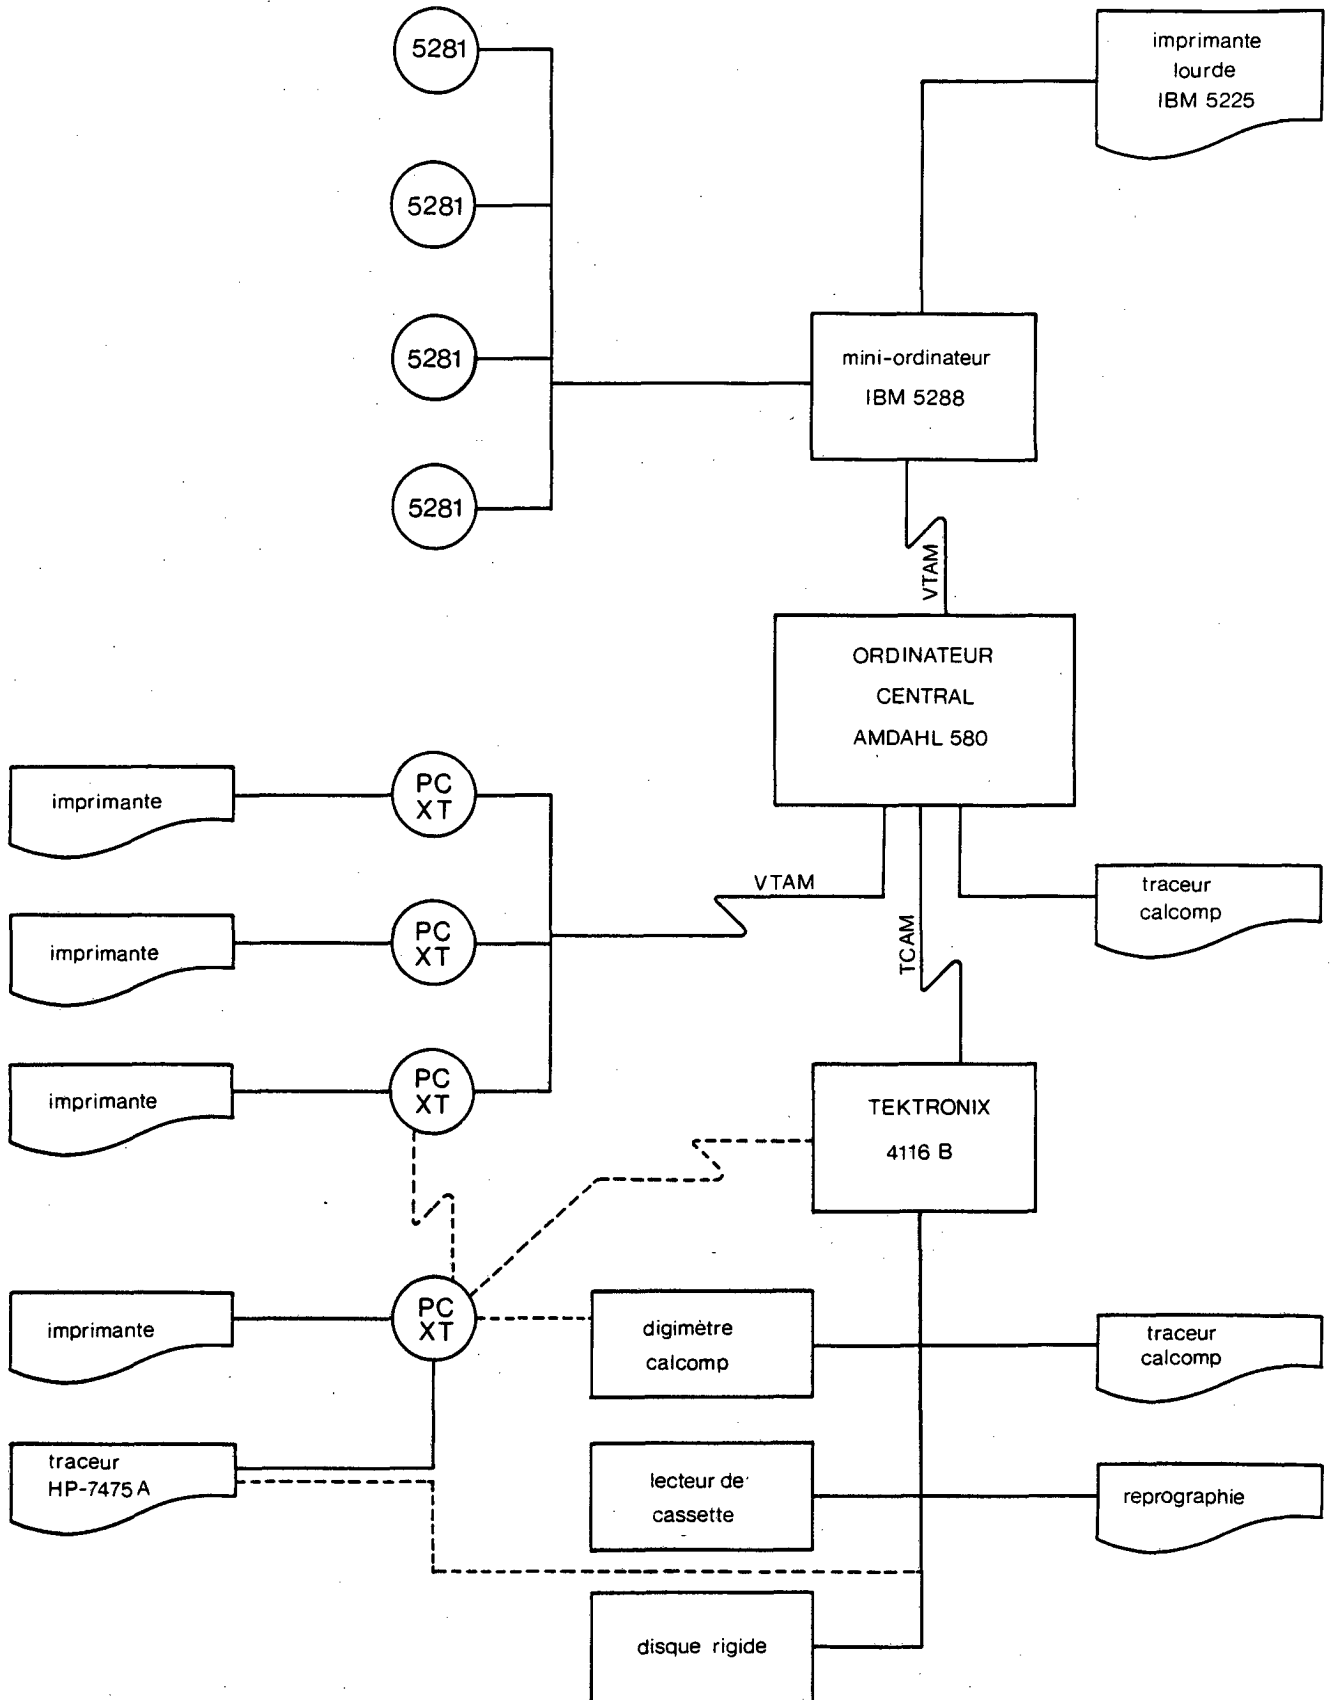 5281
imprimante
lourde
IBM 5225
5281
5281
mini-ordinateur
IBM 5288
5281
VTAM
ORDINATEUR
CENTRAL
AMDAHL 580
imprimante
PC
XT
VTAM
TCAM
traceur
calcomp
imprimante
PC
XT
imprimante
PC
XT
TEKTRONIX
4116 B
imprimante
PC
XT
digimètre
calcomp
traceur
calcomp
traceur
HP-7475 A
lecteur de
cassette
reprographie
disque rigide